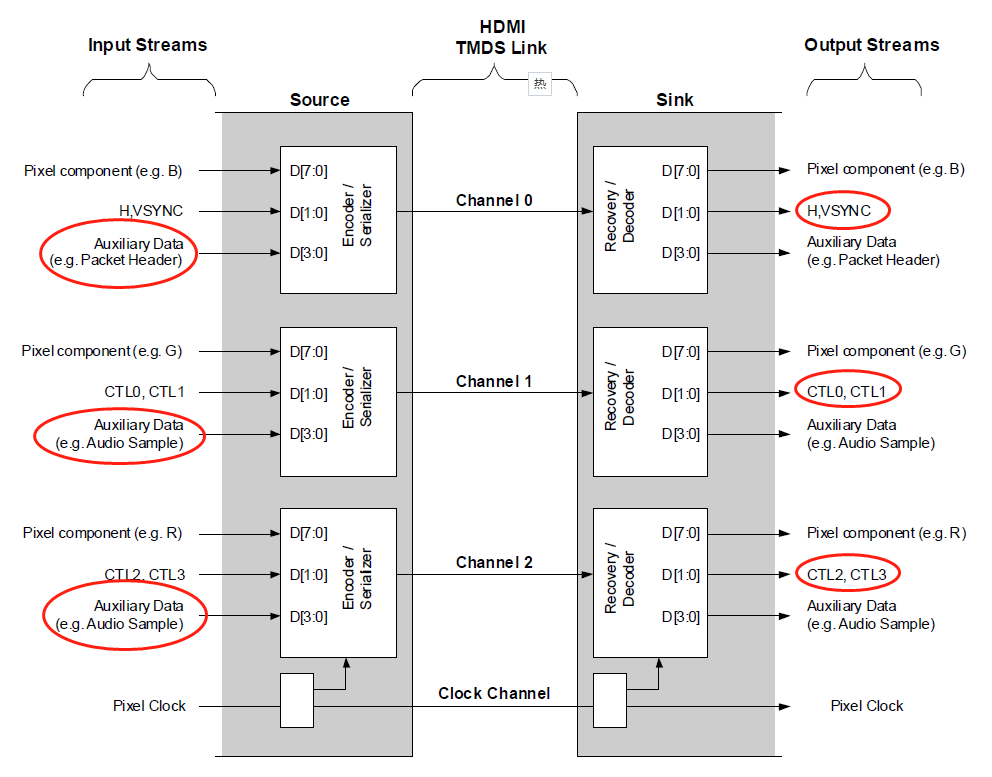 HDMI
TMDS Link
Input Streams
Output Streams
热
Source
Sink
Pixel component (e.g. B)
D[7:0]
H,VSYNC
D[1:0]
Auxiliary Data
(e.g. Packet Header)
D[3:0]
Encoder /
Serializer
Channel 0
Recovery /
Decoder
D[7:0]
Pixel component (e.g. B)
D[1:0]
H,VSYNC
D[3:0]
Auxiliary Data
(e.g. Packet Header)
Pixel component (e.g. G)
D[7:0]
CTL0, CTL1
D[1:0]
Auxiliary Data
(e.g. Audio Sample)
D[3:0]
Encoder /
Serializer
Channel 1
Recovery /
Decoder
D[7:0]
Pixel component (e.g. G)
D[1:0]
CTL0, CTL1
D[3:0]
Auxiliary Data
(e.g. Audio Sample)
Pixel component (e.g. R)
D[7:0]
CTL2, CTL3
D[1:0]
Auxiliary Data
(e.g. Audio Sample)
D[3:0]
Encoder /
Serializer
Channel 2
Recovery /
Decoder
D[7:0]
Pixel component (e.g. R)
D[1:0]
CTL2, CTL3
D[3:0]
Auxiliary Data
(e.g. Audio Sample)
Pixel Clock
Clock Channel
Pixel Clock